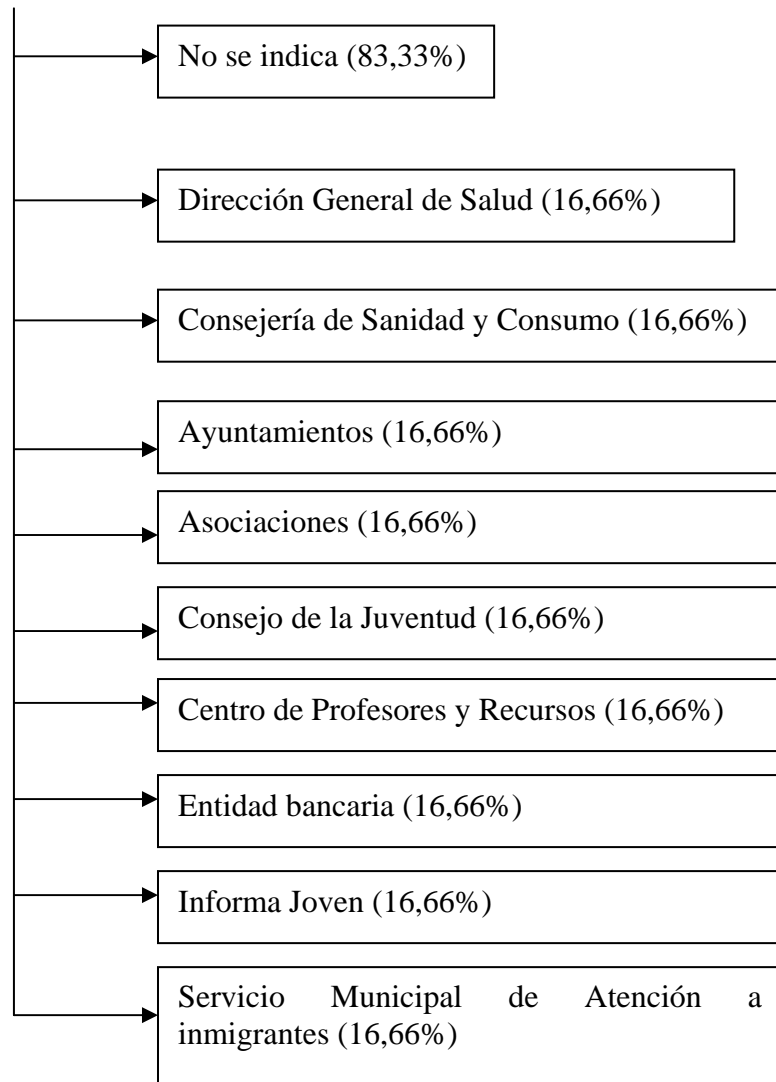 No se indica (83,33%)
Dirección General de Salud (16,66%)
Consejería de Sanidad y Consumo (16,66%)
Ayuntamientos (16,66%)
Asociaciones (16,66%)
Consejo de la Juventud (16,66%)
Centro de Profesores y Recursos (16,66%)
Entidad bancaria (16,66%)
Informa Joven (16,66%)
Servicio Municipal de Atención a
inmigrantes (16,66%)